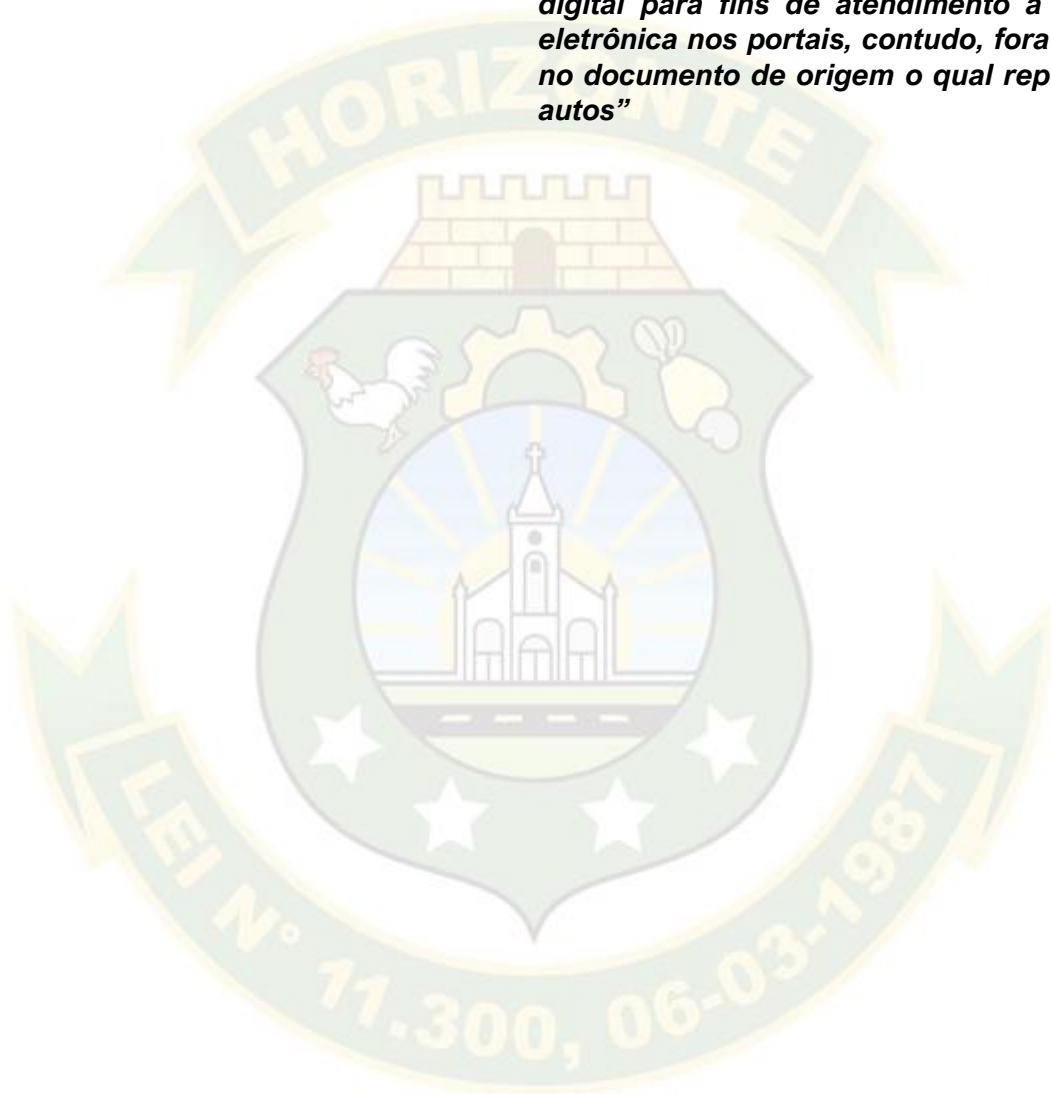 digital para fins de atendimento a
eletrônica nos portais, contudo, fora
no documento de origem o qual rep
autos”
HORIZONTE
LEI N° 11.300, 06-03-1987